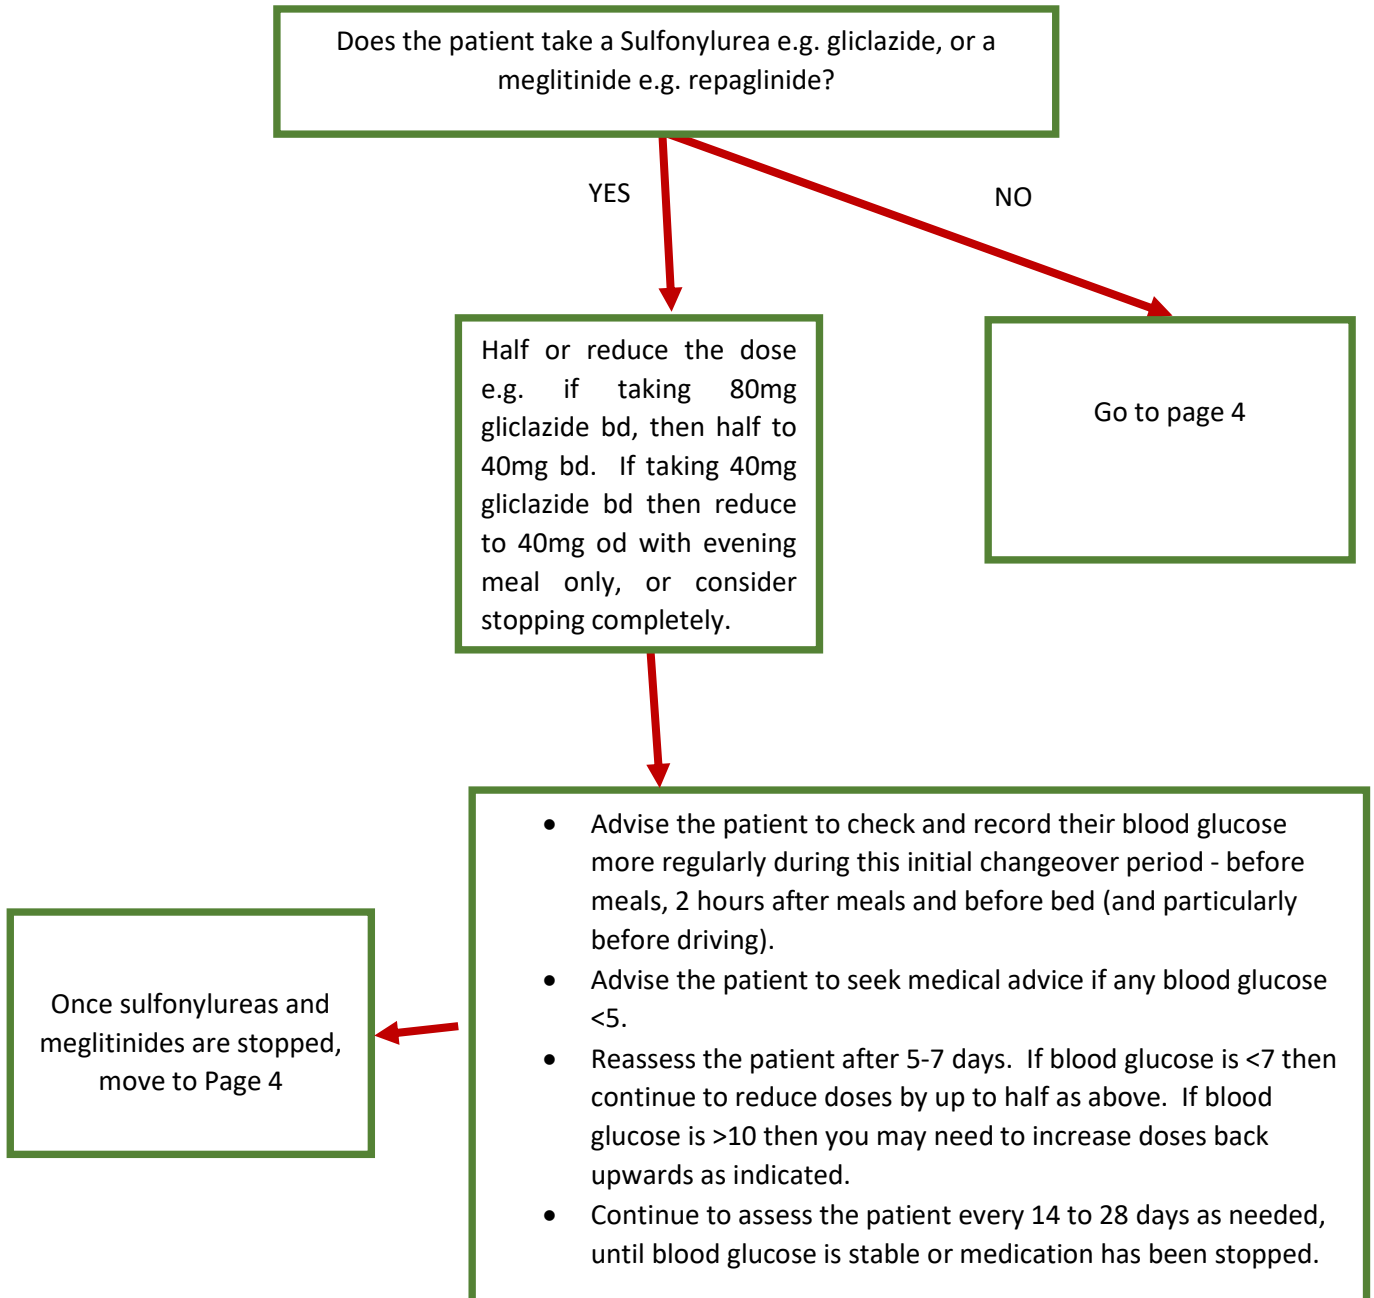 Does the patient take a Sulfonylurea e.g. gliclazide, or a
meglitinide e.g. repaglinide?
YES
NO
Half or reduce the dose
e.g. if taking 80mg
gliclazide bd, then half to
40mg bd. If taking 40mg
gliclazide bd then reduce
to 40mg od with evening
meal only, or consider
stopping completely.
Go to page 4
• Advise the patient to check and record their blood glucose
more regularly during this initial changeover period - before
meals, 2 hours after meals and before bed (and particularly
before driving).
• Advise the patient to seek medical advice if any blood glucose
<5.
• Reassess the patient after 5-7 days. If blood glucose is <7 then
continue to reduce doses by up to half as above. If blood
glucose is >10 then you may need to increase doses back
upwards as indicated.
• Continue to assess the patient every 14 to 28 days as needed,
until blood glucose is stable or medication has been stopped.
Once sulfonylureas and
meglitinides are stopped,
move to Page 4